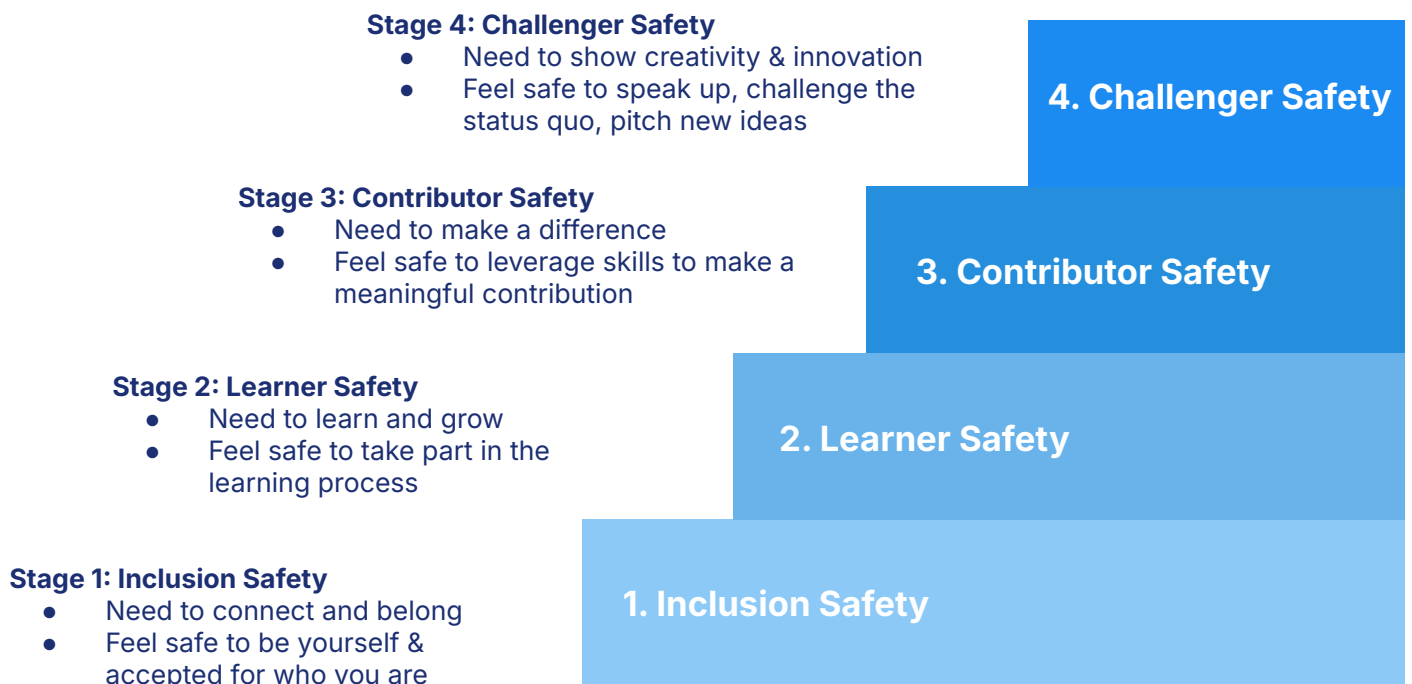 Stage 4: Challenger Safety
● Need to show creativity & innovation
● Feel safe to speak up, challenge the
status quo, pitch new ideas
4. Challenger Safety
Stage 3: Contributor Safety
● Need to make a difference
● Feel safe to leverage skills to make a
meaningful contribution
3. Contributor Safety
Stage 2: Learner Safety
● Need to learn and grow
● Feel safe to take part in the
learning process
2. Learner Safety
Stage 1: Inclusion Safety
● Need to connect and belong
● Feel safe to be yourself &
accepted for who you are
1. Inclusion Safety